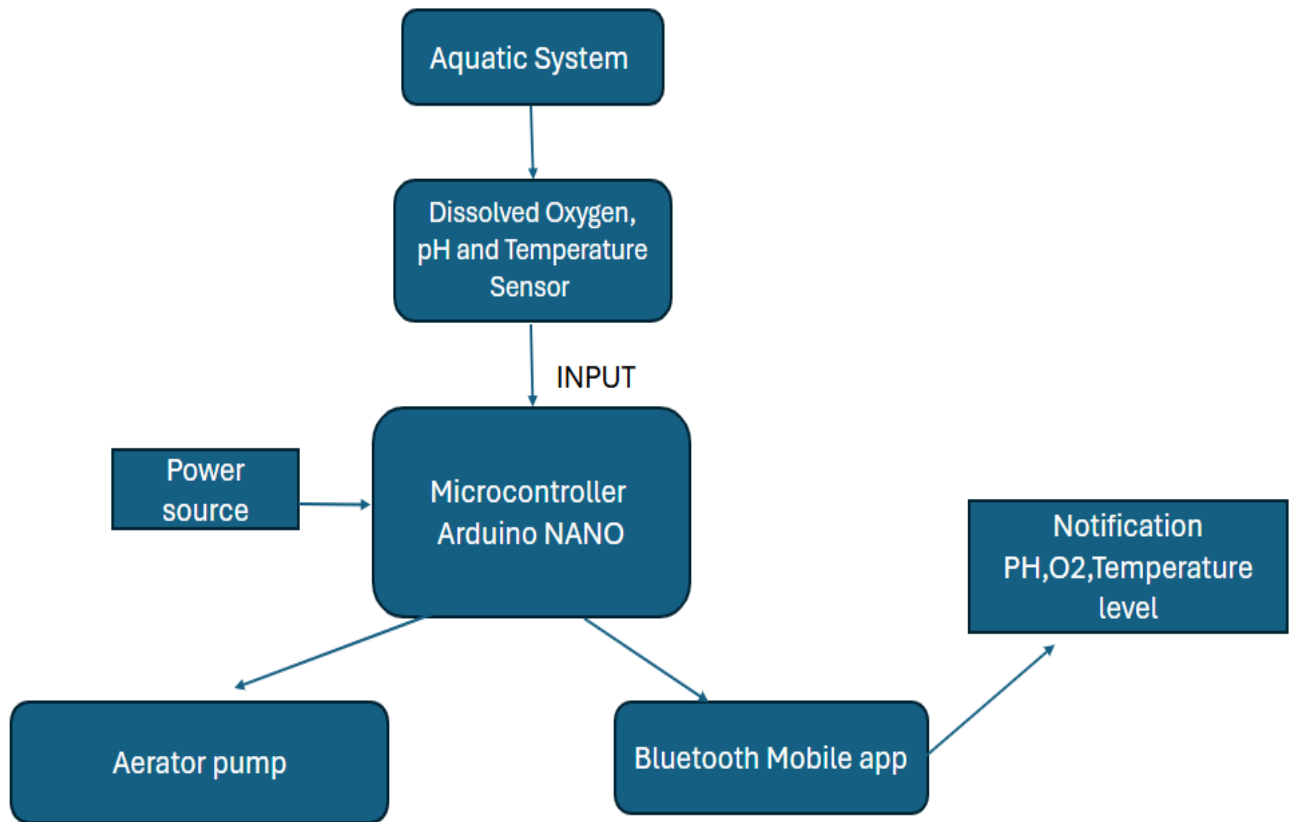 Aquatic System
Dissolved Oxygen,
pH and Temperature
Sensor
INPUT
Power
source
Microcontroller
Arduino NANO
Notification
PH,O2,Temperature
level
Aerator pump
Bluetooth Mobile app